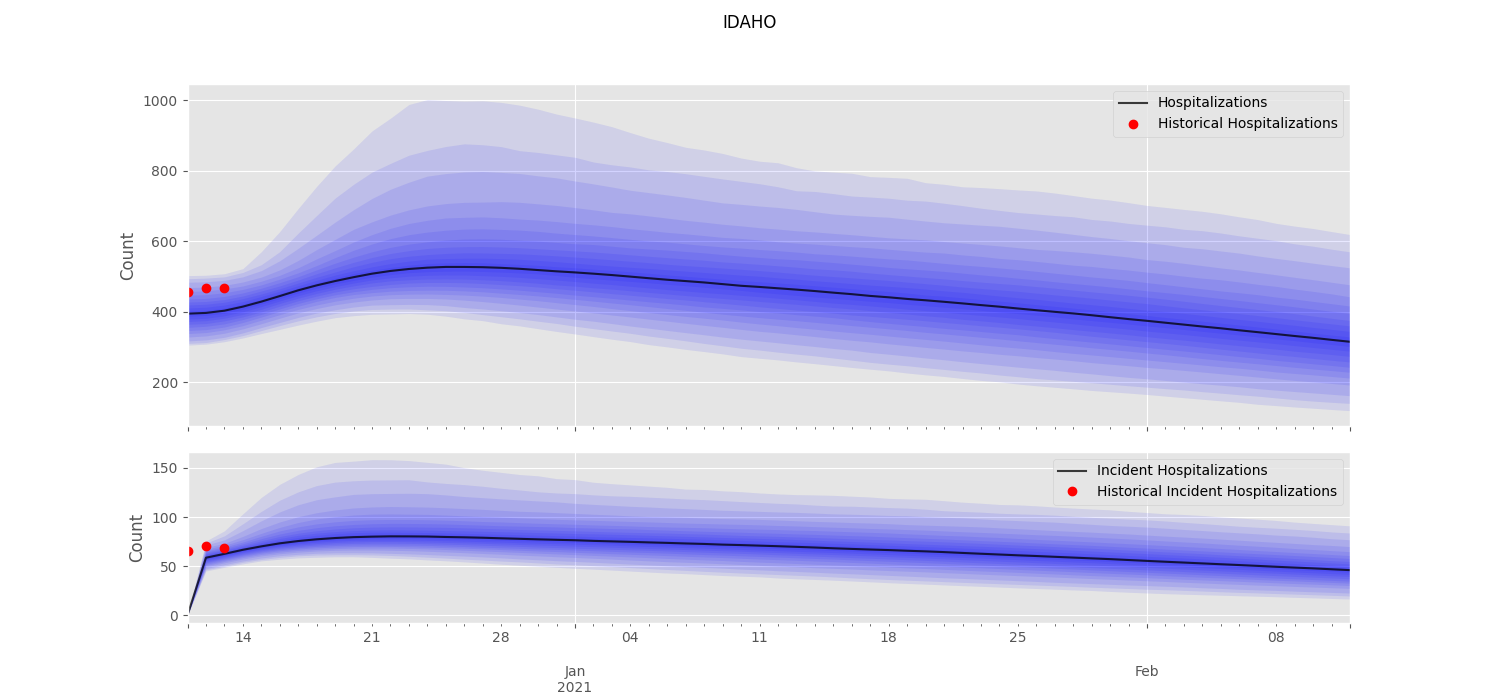 IDAHO
1000
800
600
400
200
Count
Hospitalizations
Historical Hospitalizations
150
100
50
0
Count
Incident Hospitalizations
Historical Incident Hospitalizations
14 21 28 04 11 18 25 08
Jan Feb
2021